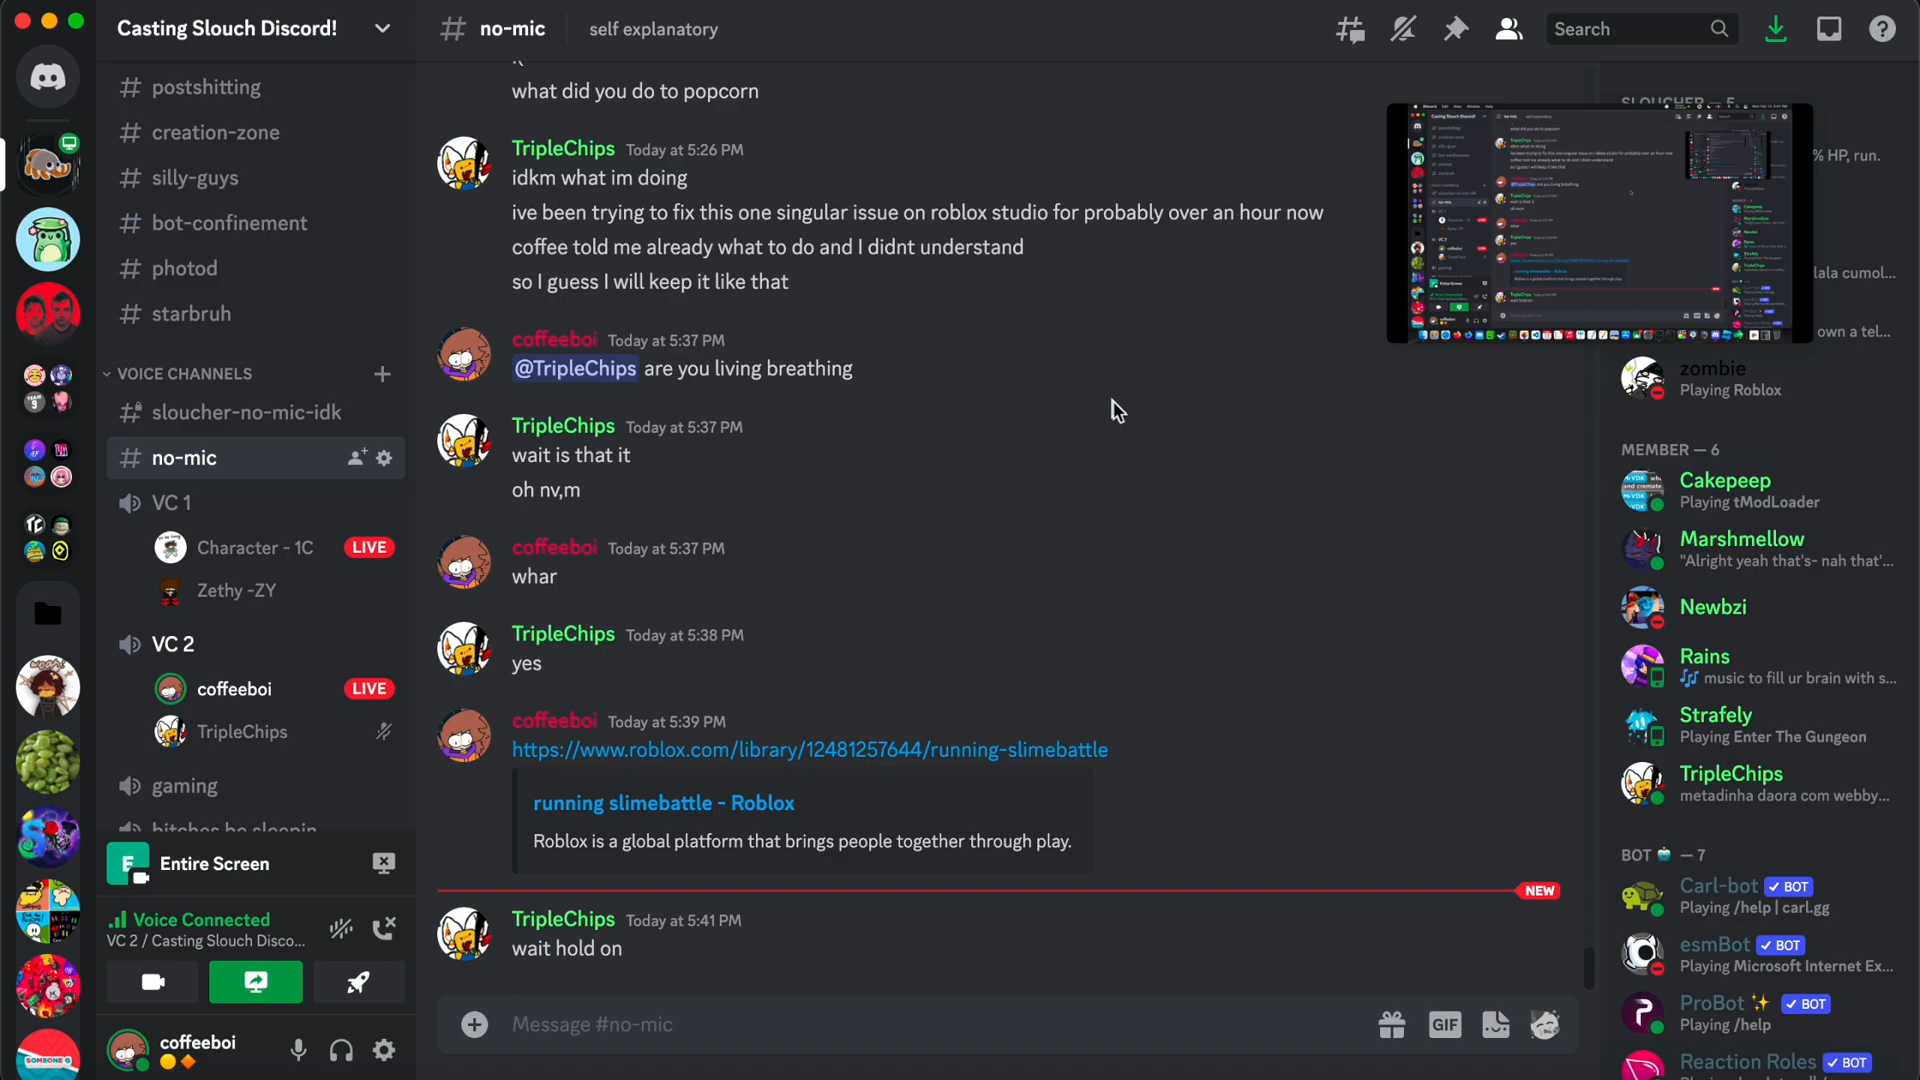 Casting Slouch Discord!
no-mic
self explanatory
Search
postshitting
creation-zone
silly-guys
bot-confinement
photod
starbruh
VOICE CHANNELS
sloucher-no-mic-idk
no-mic
VC 1
Character - 1C
LIVE
Zethy -ZY
VC 2
coffeeboi
LIVE
TripleChips
gaming
bitches be sleepin
Entire Screen
Voice Connected
VC 2 / Casting Slouch Disco...
coffeeboi
what did you do to popcorn
TripleChips Today at 5:26 PM
idkm what im doing
ive been trying to fix this one singular issue on roblox studio for probably over an hour now
coffee told me already what to do and I didnt understand
so I guess I will keep it like that
coffeeboi Today at 5:37 PM
@TripleChips are you living breathing
TripleChips Today at 5:37 PM
wait is that it
oh nv,m
coffeeboi Today at 5:37 PM
whar
TripleChips Today at 5:38 PM
yes
coffeeboi Today at 5:39 PM
https://www.roblox.com/library/12481257644/running-slimebattle
running slimebattle - Roblox
Roblox is a global platform that brings people together through play.
NEW
TripleChips Today at 5:41 PM
wait hold on
Message #no-mic
GIF
SLOUCHER — 5
% HP, run.
lala cumol...
own a tel...
zombie
Playing Roblox
MEMBER — 6
Cakepeep
Playing tModLoader
Marshmellow
"Alright yeah that's- nah that'...
Newbzi
Rains
🎶 music to fill ur brain with s...
Strafely
Playing Enter The Gungeon
TripleChips
metadinha daora com webby...
BOT — 7
Carl-bot ✓ BOT
Playing /help | carl.gg
esmBot ✓ BOT
Playing Microsoft Internet Ex...
ProBot ✨ ✓ BOT
Playing /help
Reaction Roles ✓ BOT
SOMEONE G